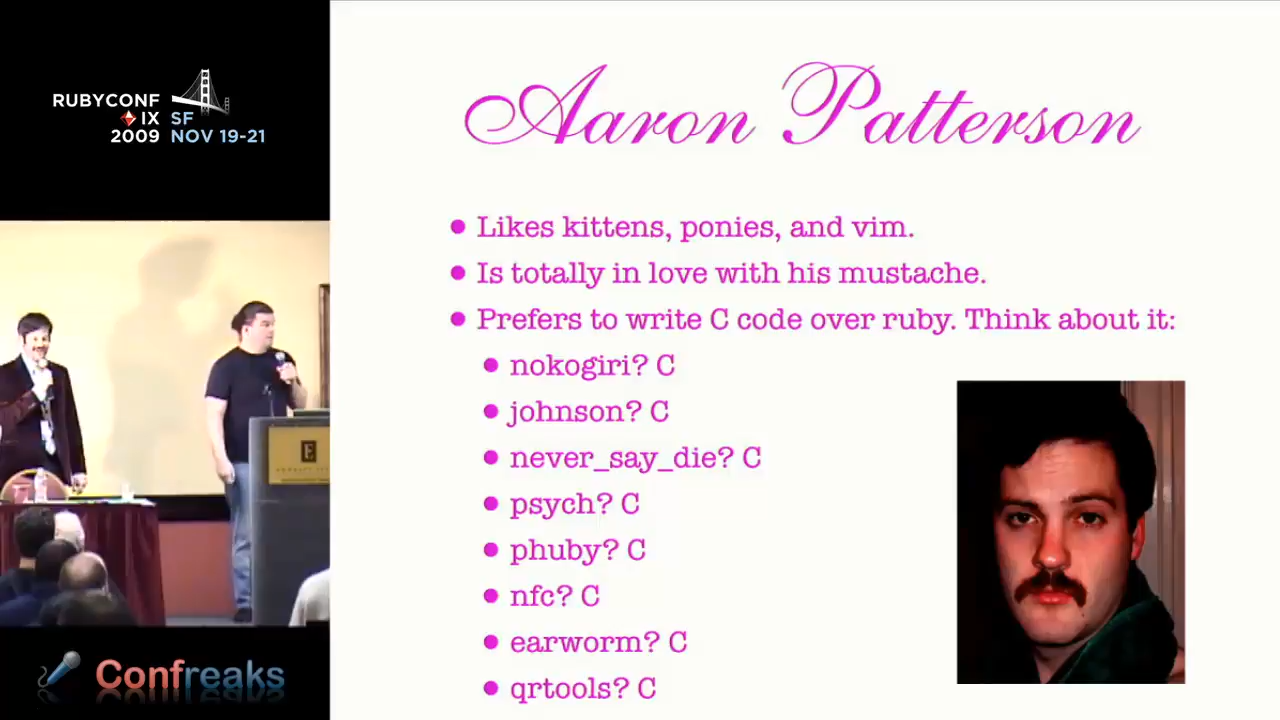 RUBYCONF
IX SF
2009 NOV 19-21
Aaron Patterson
Likes kittens, ponies, and vim.
Is totally in love with his mustache.
Prefers to write C code over ruby. Think about it:
nokogiri? C
johnson? C
never_say_die? C
psych? C
phuby? C
nfc? C
earworm? C
qrtools? C
E
Confreaks